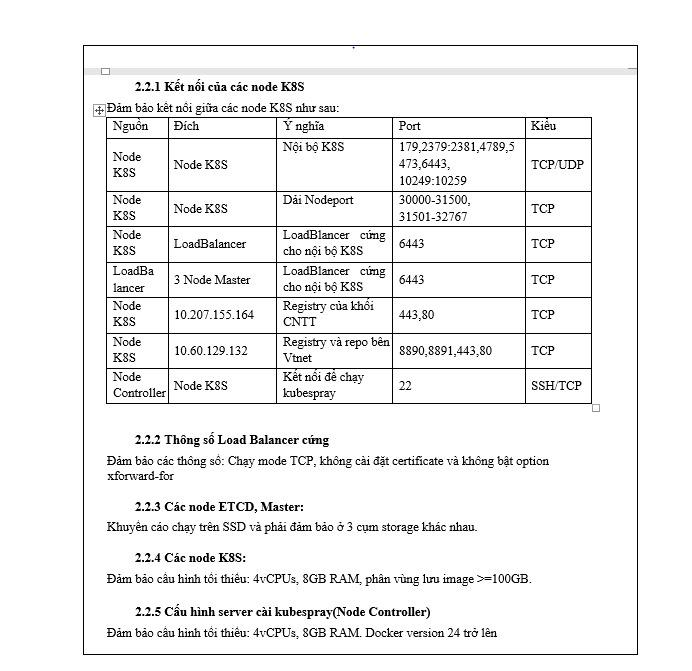 2.2.1 Kết nối của các node K8S
Đảm bảo kết nối giữa các node K8S như sau:
Nguồn Đích Ý nghĩa Port Kiểu
Node K8S Node K8S Nội bộ K8S 179,2379:2381,4789,5473,6443, 10249:10259 TCP/UDP
Node K8S Node K8S Dải Nodeport 30000-31500, 31501-32767 TCP
Node K8S LoadBalancer LoadBlancer cứng cho nội bộ K8S 6443 TCP
LoadBalancer 3 Node Master LoadBlancer cứng cho nội bộ K8S 6443 TCP
Node K8S 10.207.155.164 Registry của khối CNTT 443,80 TCP
Node K8S 10.60.129.132 Registry và repo bên Vtnet 8890,8891,443,80 TCP
Node Controller Node K8S Kết nối để chạy kubespray 22 SSH/TCP
2.2.2 Thông số Load Balancer cứng
Đảm bảo các thông số: Chạy mode TCP, không cài đặt certificate và không bật option
xforward-for
2.2.3 Các node ETCD, Master:
Khuyến cáo chạy trên SSD và phải đảm bảo ở 3 cụm storage khác nhau.
2.2.4 Các node K8S:
Đảm bảo cấu hình tối thiểu: 4vCPUs, 8GB RAM, phân vùng lưu image >=100GB.
2.2.5 Cấu hình server cài kubespray(Node Controller)
Đảm bảo cấu hình tối thiểu: 4vCPUs, 8GB RAM. Docker version 24 trở lên